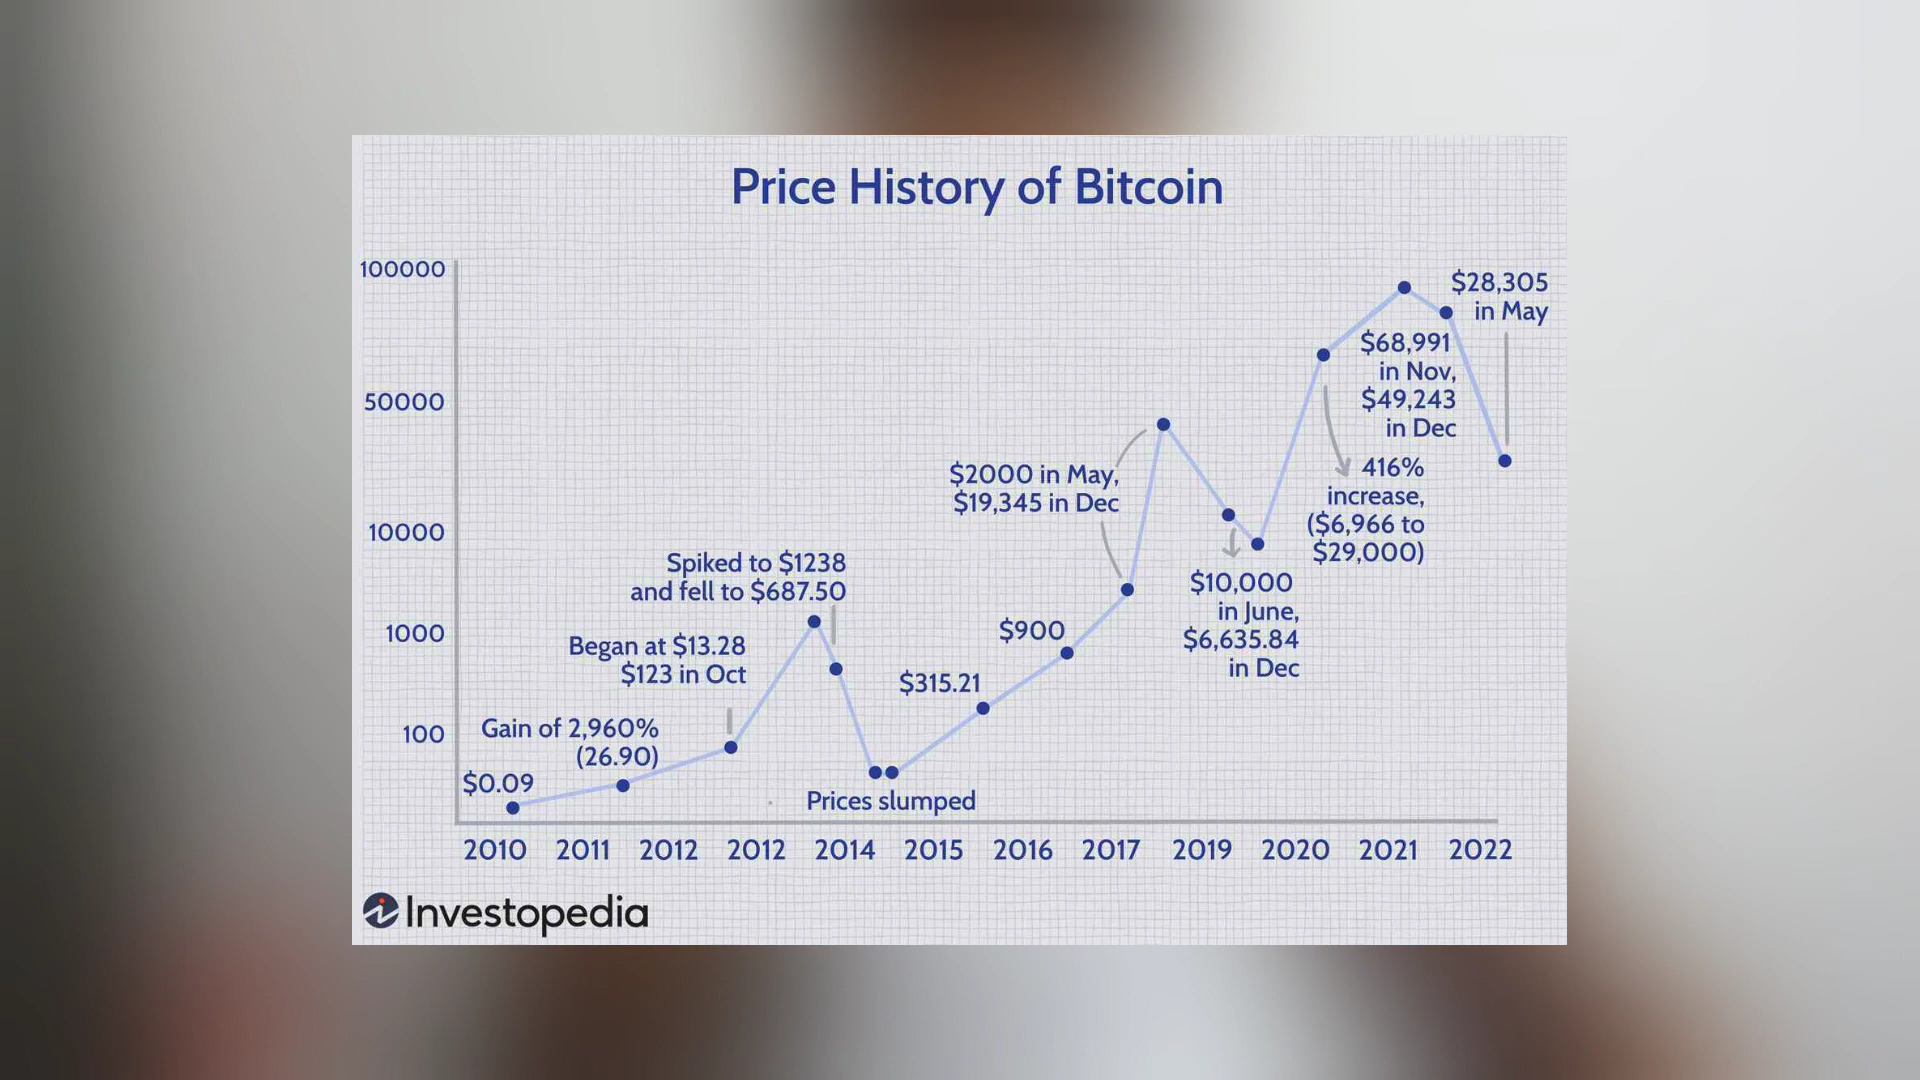 Price History of Bitcoin
100000
50000
10000
1000
100
$0.09
Gain of 2,960%
(26.90)
Began at $13.28
$123 in Oct
Spiked to $1238
and fell to $687.50
Prices slumped
$315.21
$900
$2000 in May,
$19,345 in Dec
$10,000
in June,
$6,635.84
in Dec
416%
increase,
($6,966 to
$29,000)
$68,991
in Nov,
$49,243
in Dec
$28,305
in May
2010 2011 2012 2012 2014 2015 2016 2017 2019 2020 2021 2022
Investopedia